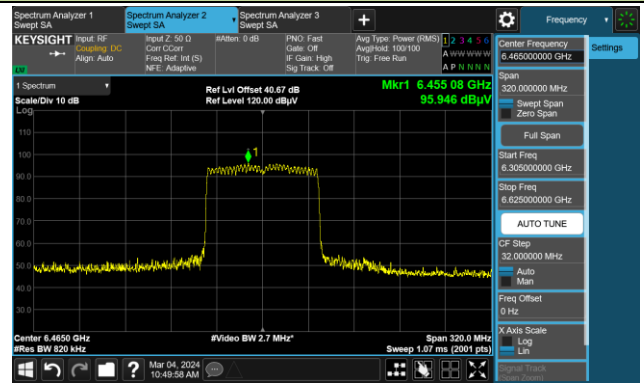 Spectrum Analyzer 1
Swept SA
Spectrum Analyzer 2
Swept SA
Spectrum Analyzer 3
Swept SA
Frequency
KEYSIGHT
Input: RF
Coupling: DC
Align: Auto
Input Z: 50 Ω
Corr CCorr
Freq Ref: Int (S)
NFE: Adaptive
#Atten: 0 dB
PNO: Fast
Gate: Off
IF Gain: High
Sig Track: Off
Avg Type: Power (RMS)
Avg|Hold: 100/100
Trig: Free Run
1 2 3 4 5 6
A W W W W W
A P N N N N
1 Spectrum
Scale/Div 10 dB
Log
Ref Lvl Offset 40.67 dB
Ref Level 120.00 dBµV
Mkr1 6.455 08 GHz
95.946 dBµV
1
110
100
90.0
80.0
70.0
60.0
50.0
40.0
30.0
Center 6.4650 GHz
#Res BW 820 kHz
#Video BW 2.7 MHz*
Span 320.0 MHz
Sweep 1.07 ms (2001 pts)
Center Frequency
6.465000000 GHz
Settings
Span
320.000000 MHz
Swept Span
Zero Span
Full Span
Start Freq
6.305000000 GHz
Stop Freq
6.625000000 GHz
AUTO TUNE
CF Step
32.000000 MHz
Auto
Man
Freq Offset
0 Hz
X Axis Scale
Log
Lin
Signal Track
(Span Zoom)
Mar 04, 2024
10:49:58 AM